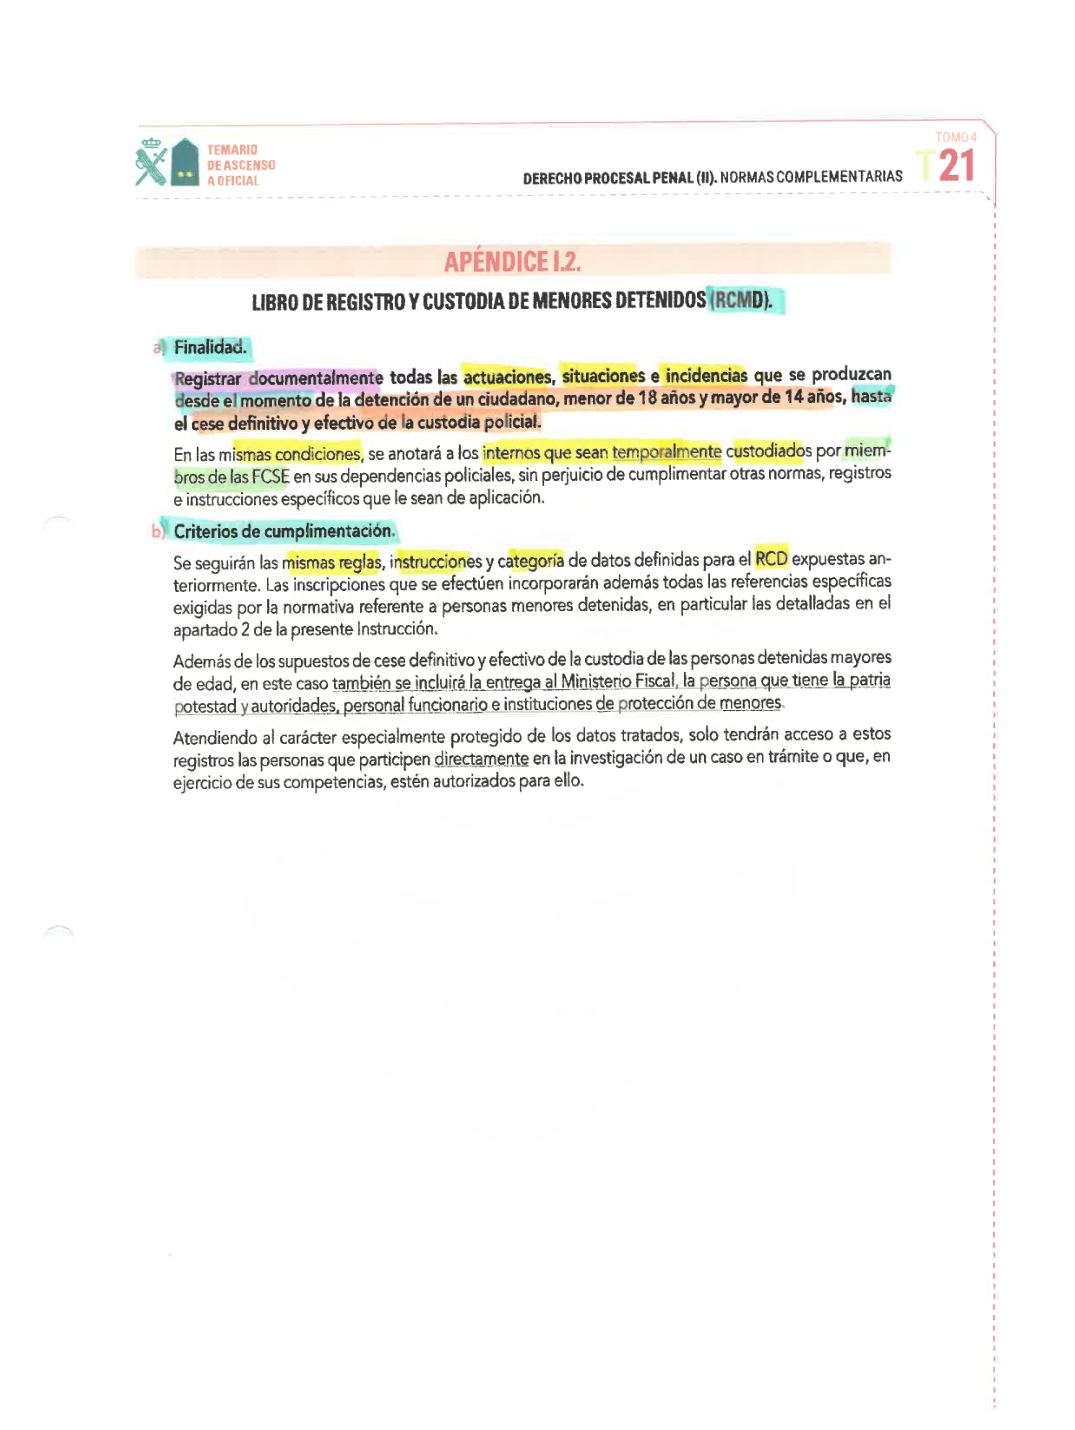 TEMARIO
DE ASCENSO
A OFICIAL
TOMO 4
T21
DERECHO PROCESAL PENAL (II). NORMAS COMPLEMENTARIAS
APÉNDICE I.2.
LIBRO DE REGISTRO Y CUSTODIA DE MENORES DETENIDOS (RCMD).
a) Finalidad.
Registrar documentalmente todas las actuaciones, situaciones e incidencias que se produzcan
desde el momento de la detención de un ciudadano, menor de 18 años y mayor de 14 años, hasta
el cese definitivo y efectivo de la custodia policial.
En las mismas condiciones, se anotará a los internos que sean temporalmente custodiados por miem-
bros de las FCSE en sus dependencias policiales, sin perjuicio de cumplimentar otras normas, registros
e instrucciones específicos que le sean de aplicación.
b) Criterios de cumplimentación.
Se seguirán las mismas reglas, instrucciones y categoría de datos definidas para el RCD expuestas an-
teriormente. Las inscripciones que se efectúen incorporarán además todas las referencias específicas
exigidas por la normativa referente a personas menores detenidas, en particular las detalladas en el
apartado 2 de la presente Instrucción.
Además de los supuestos de cese definitivo y efectivo de la custodia de las personas detenidas mayores
de edad, en este caso también se incluirá la entrega al Ministerio Fiscal, la persona que tiene la patria
potestad y autoridades, personal funcionario e instituciones de protección de menores.
Atendiendo al carácter especialmente protegido de los datos tratados, solo tendrán acceso a estos
registros las personas que participen directamente en la investigación de un caso en trámite o que, en
ejercicio de sus competencias, estén autorizados para ello.